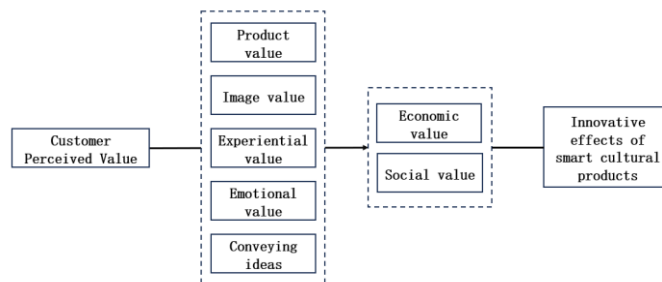 Customer
Perceived Value
Product
value
Image value
Experiential
value
Emotional
value
Conveying
ideas
Economic
value
Social value
Innovative
effects of
smart cultural
products